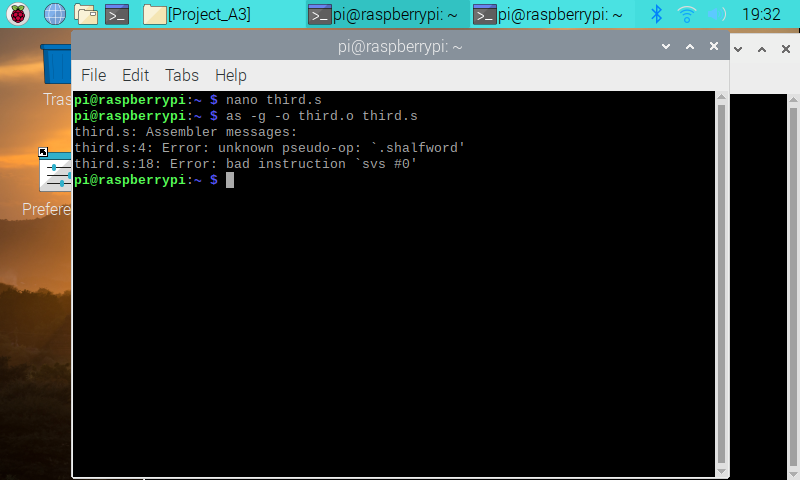 [Project_A3] pi@raspberrypi: ~ pi@raspberrypi: ~ 19:32
pi@raspberrypi: ~
File Edit Tabs Help
pi@raspberrypi:~ $ nano third.s
pi@raspberrypi:~ $ as -g -o third.o third.s
third.s: Assembler messages:
third.s:4: Error: unknown pseudo-op: `.shalfword'
third.s:18: Error: bad instruction `svs #0'
pi@raspberrypi:~ $
Tras
Prefere